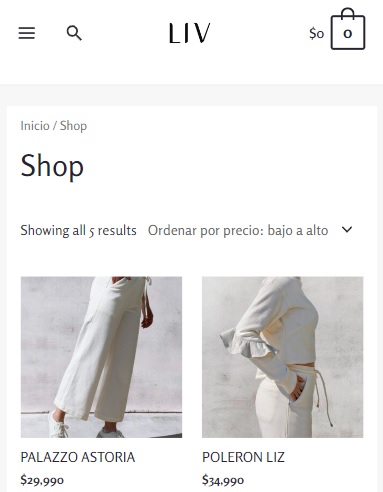 LIV
$0
0
Inicio / Shop
Shop
Showing all 5 results
Ordenar por precio: bajo a alto
PALAZZO ASTORIA
$29,990
POLERON LIZ
$34,990